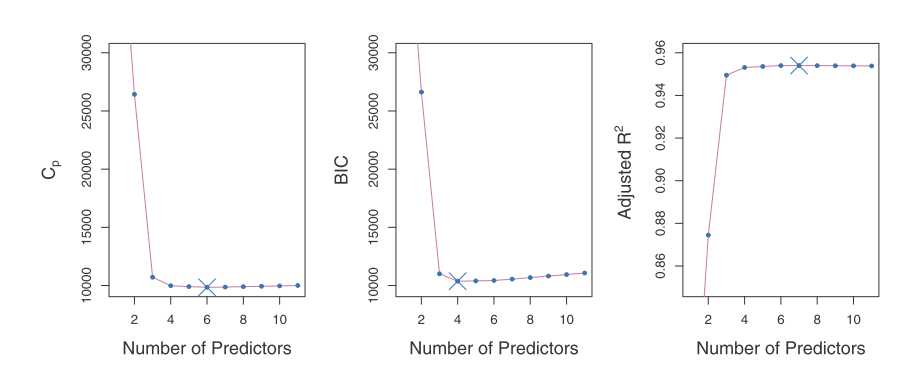 30000
25000
20000
15000
10000
Cp
2 4 6 8 10
Number of Predictors
30000
25000
20000
15000
10000
BIC
2 4 6 8 10
Number of Predictors
0.96
0.94
0.92
0.90
0.88
0.86
Adjusted R²
2 4 6 8 10
Number of Predictors